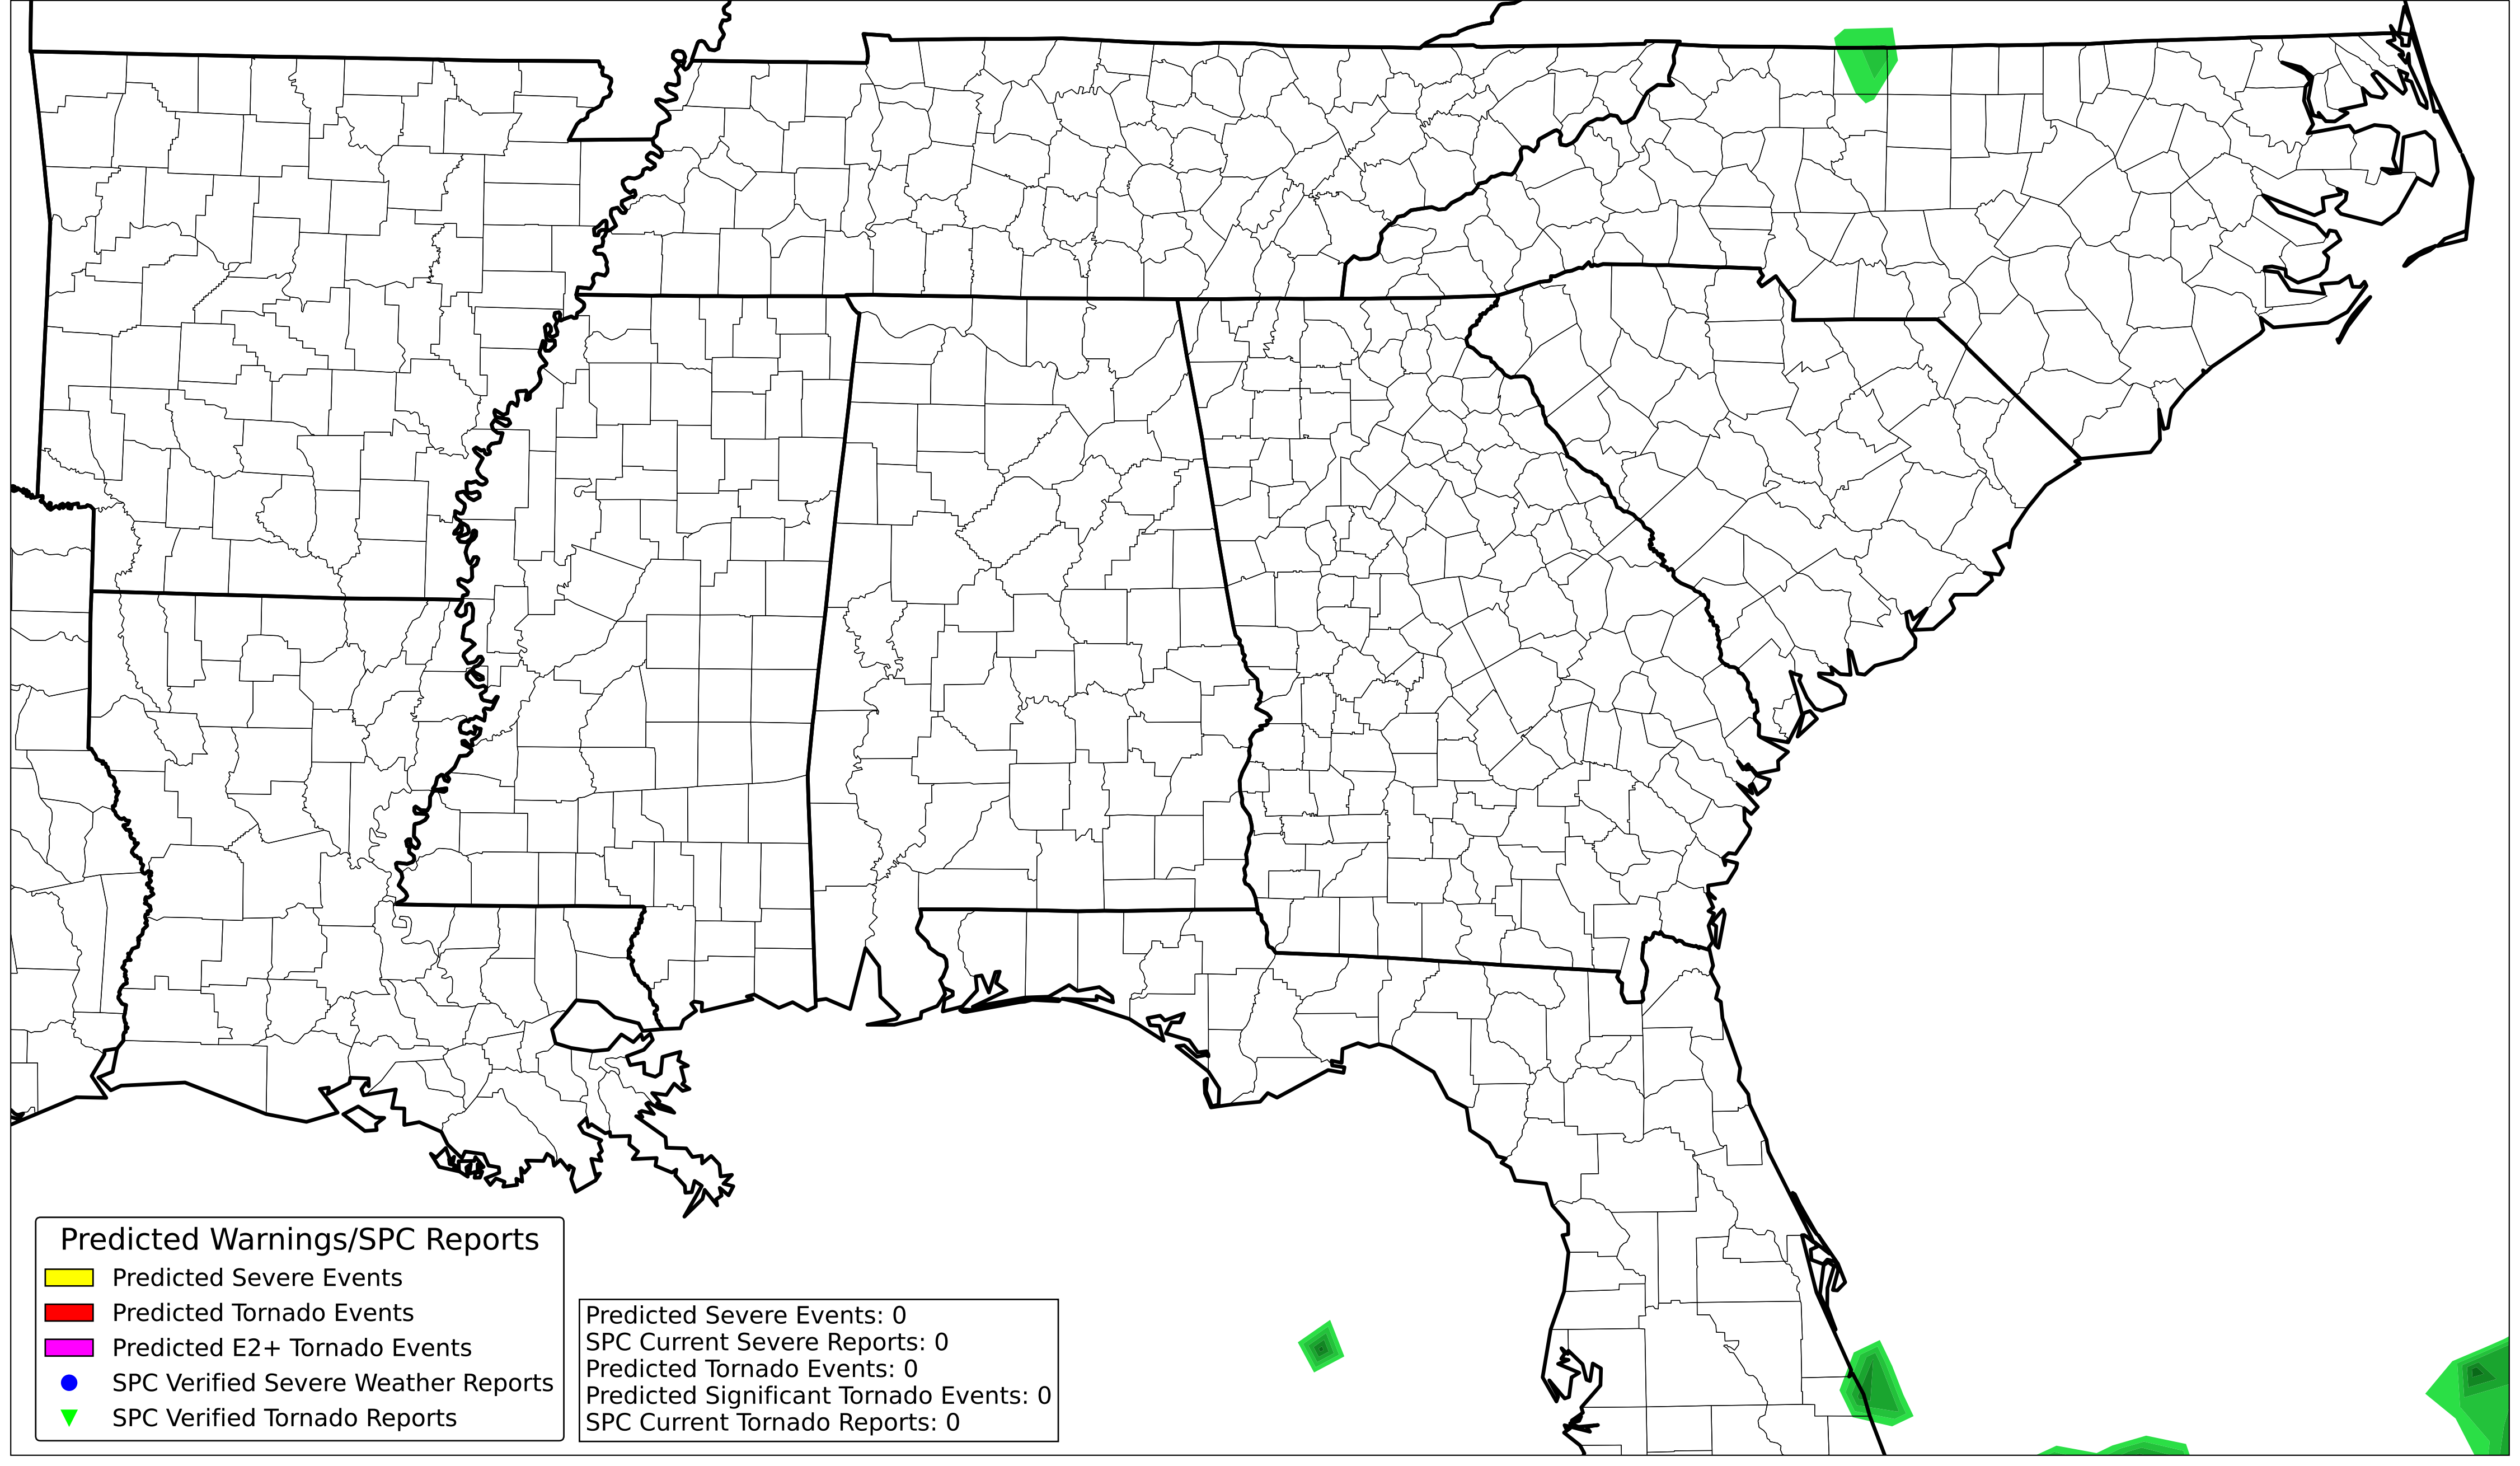 Predicted Warnings/SPC Reports
Predicted Severe Events
Predicted Tornado Events
Predicted E2+ Tornado Events
SPC Verified Severe Weather Reports
SPC Verified Tornado Reports
Predicted Severe Events: 0
SPC Current Severe Reports: 0
Predicted Tornado Events: 0
Predicted Significant Tornado Events: 0
SPC Current Tornado Reports: 0